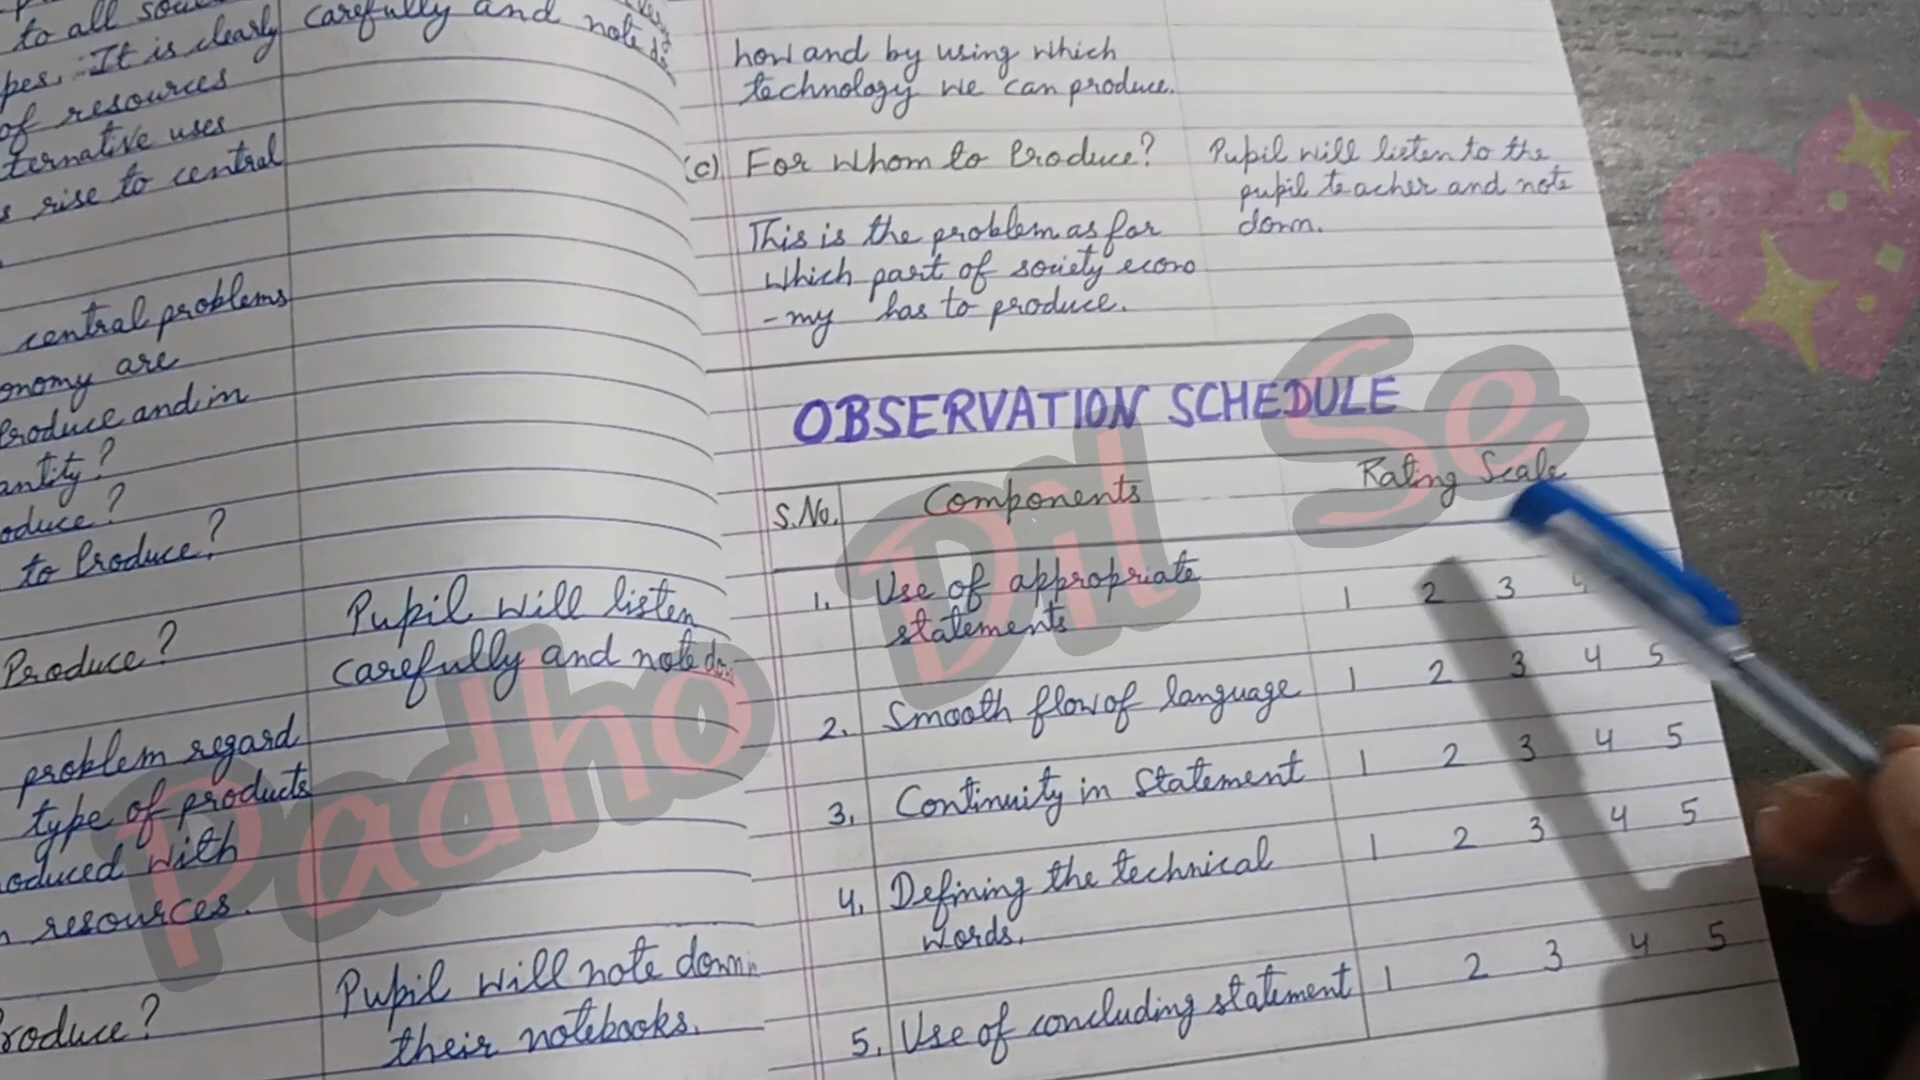 to all
carefully and note
pes. It is clearly
of resources
ternative uses
s rise to central
central problems
onomy are
Produce and in
antity?
oduce?
to Produce?
Produce?
Pupil will listen
carefully and note
problem regard
type of products
oduced with
resources.
roduce?
Pupil will note down
their notebooks.
how and by using which
technology we can produce.
(c) For Whom to Produce?
Pupil will listen to the
pupil teacher and note
down.
This is the problem as for
which part of society econo
-my has to produce.
OBSERVATION SCHEDULE
S.No. Components Rating Scale
1. Use of appropriate
statements 1 2 3 4
2. Smooth flow of language 1 2 3 4 5
3. Continuity in Statement 1 2 3 4 5
4. Defining the technical 1 2 3 4 5
words.
5. Use of concluding statement 1 2 3 4 5
Padho Dil Se